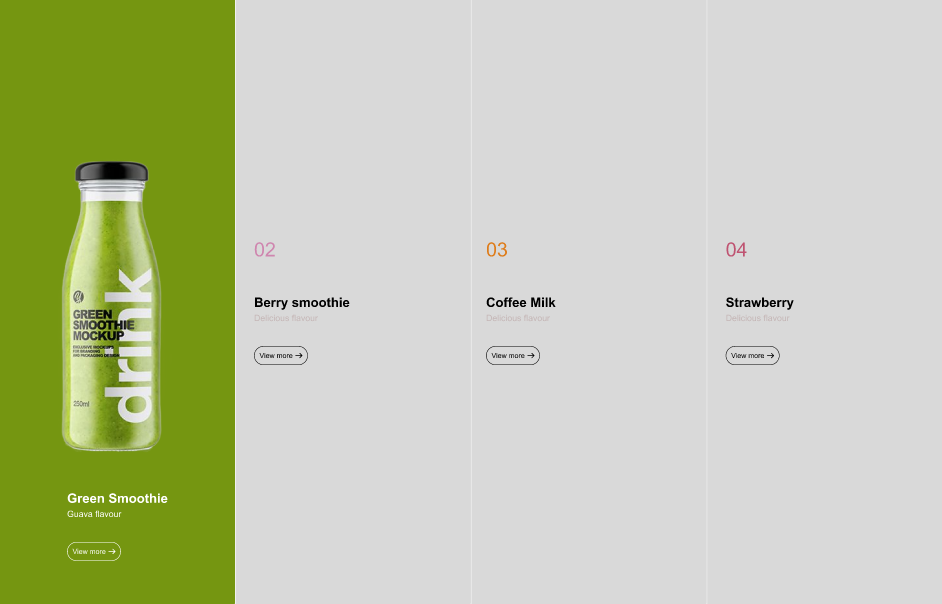 GREEN
SMOOTHIE
MOCKUP
EXCLUSIVE MOCKUPS
FOR BRANDING
AND PACKAGING DESIGN
250ml
drink
Green Smoothie
Guava flavour
View more →
02
Berry smoothie
Delicious flavour
View more →
03
Coffee Milk
Delicious flavour
View more →
04
Strawberry
Delicious flavour
View more →